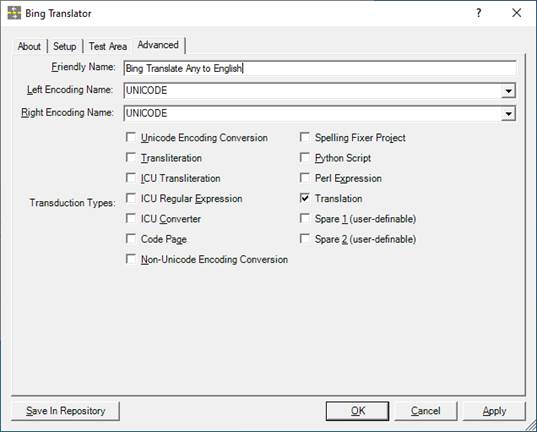 Bing Translator
About Setup Test Area Advanced
Friendly Name: Bing Translate Any to English
Left Encoding Name: UNICODE
Right Encoding Name: UNICODE
Unicode Encoding Conversion Spelling Fixer Project
Transliteration Python Script
ICU Transliteration Perl Expression
Transduction Types: ICU Regular Expression Translation
ICU Converter Spare 1 (user-definable)
Code Page Spare 2 (user-definable)
Non-Unicode Encoding Conversion
Save In Repository OK Cancel Apply